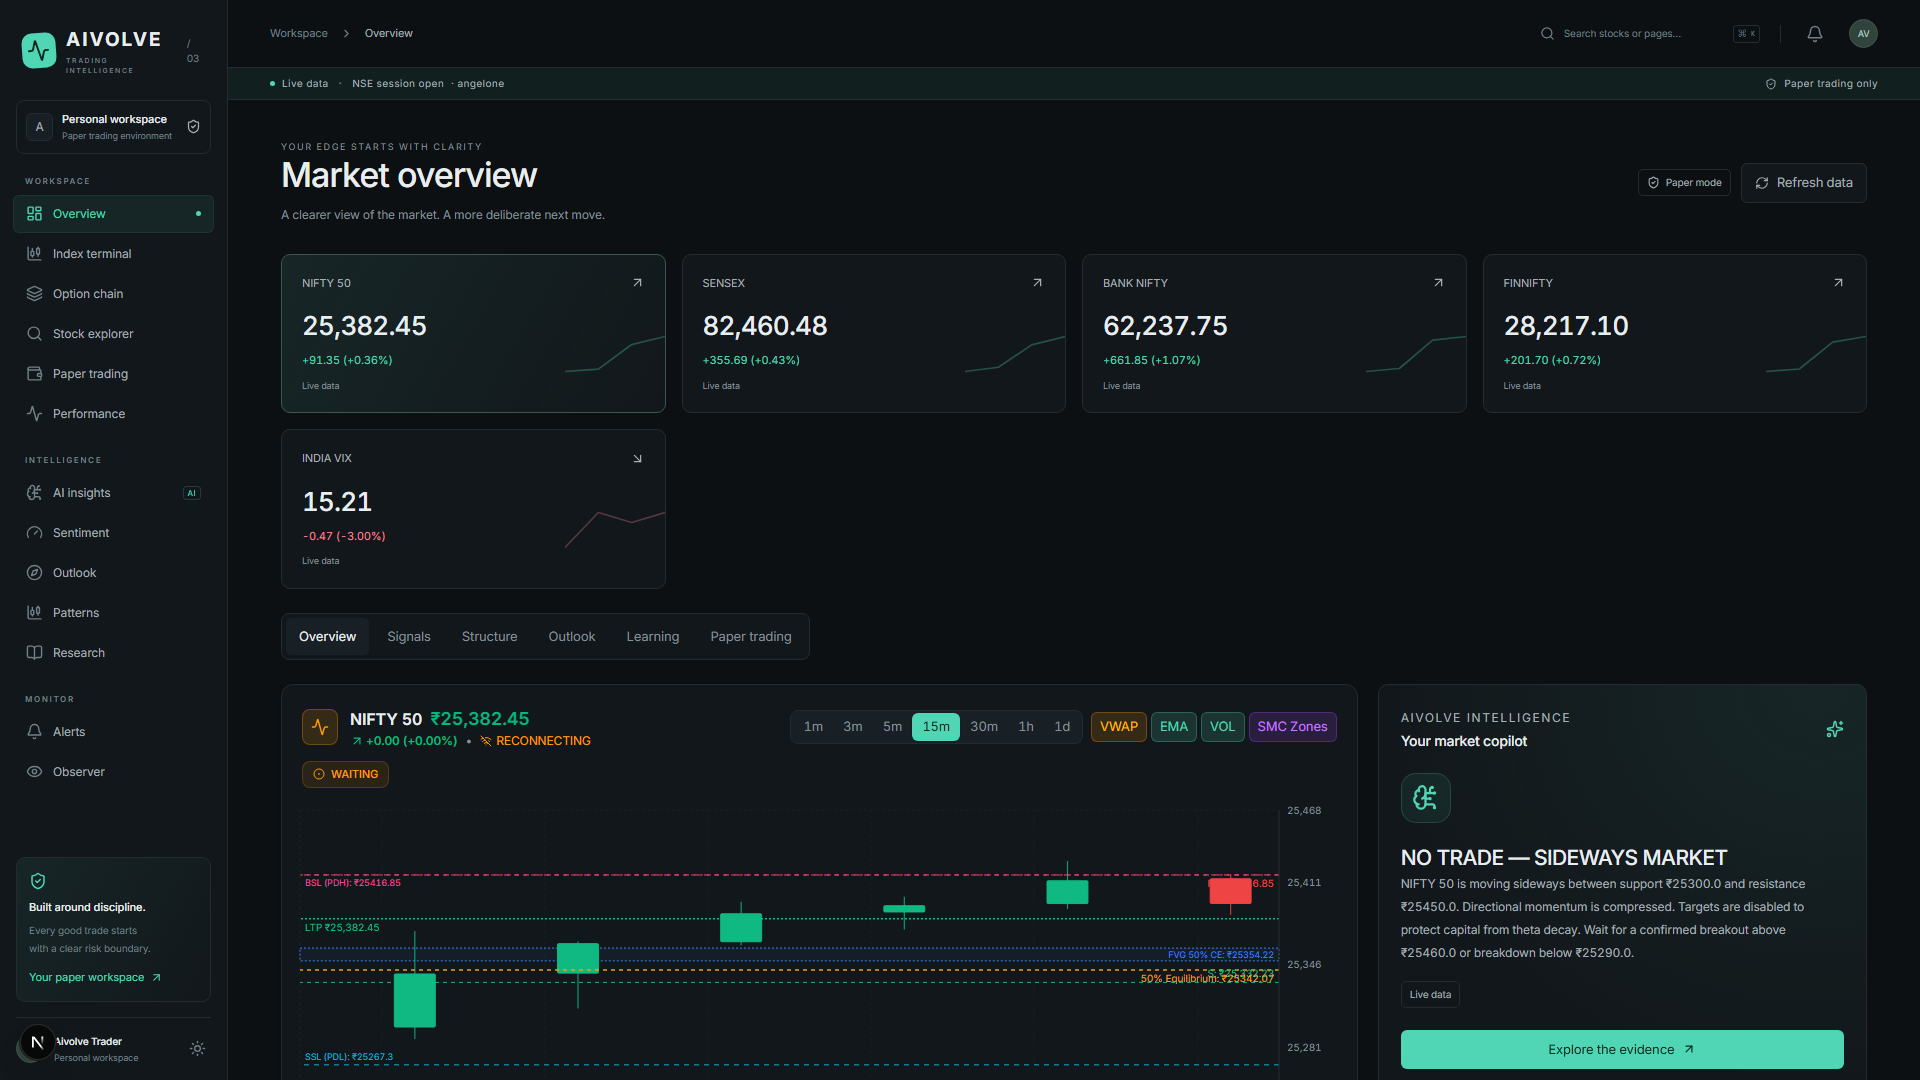 AIVOLVE
TRADING
INTELLIGENCE
/
03
Personal workspace
Paper trading environment
A
WORKSPACE
Overview
Index terminal
Option chain
Stock explorer
Paper trading
Performance
INTELLIGENCE
AI insights
AI
Sentiment
Outlook
Patterns
Research
MONITOR
Alerts
Observer
Built around discipline.
Every good trade starts
with a clear risk boundary.
Your paper workspace
N
Aivolve Trader
Personal workspace
Workspace
Overview
Search stocks or pages...
⌘ K
AV
Live data · NSE session open · angelone
Paper trading only
YOUR EDGE STARTS WITH CLARITY
Market overview
A clearer view of the market. A more deliberate next move.
Paper mode
Refresh data
NIFTY 50
25,382.45
+91.35 (+0.36%)
Live data
SENSEX
82,460.48
+355.69 (+0.43%)
Live data
BANK NIFTY
62,237.75
+661.85 (+1.07%)
Live data
FINNIFTY
28,217.10
+201.70 (+0.72%)
Live data
INDIA VIX
15.21
-0.47 (-3.00%)
Live data
Overview
Signals
Structure
Outlook
Learning
Paper trading
NIFTY 50 ₹25,382.45
+0.00 (+0.00%) • RECONNECTING
WAITING
1m
3m
5m
15m
30m
1h
1d
VWAP
EMA
VOL
SMC Zones
25,468
BSL (PDH): ₹25416.85
6.85
25,411
LTP ₹25,382.45
FVG 50% CE: ₹25354.22
25,346
50% Equilibrium: ₹25342.07
SSL (PDL): ₹25267.3
25,281
AIVOLVE INTELLIGENCE
Your market copilot
NO TRADE — SIDEWAYS MARKET
NIFTY 50 is moving sideways between support ₹25300.0 and resistance
₹25450.0. Directional momentum is compressed. Targets are disabled to
protect capital from theta decay. Wait for a confirmed breakout above
₹25460.0 or breakdown below ₹25290.0.
Live data
Explore the evidence